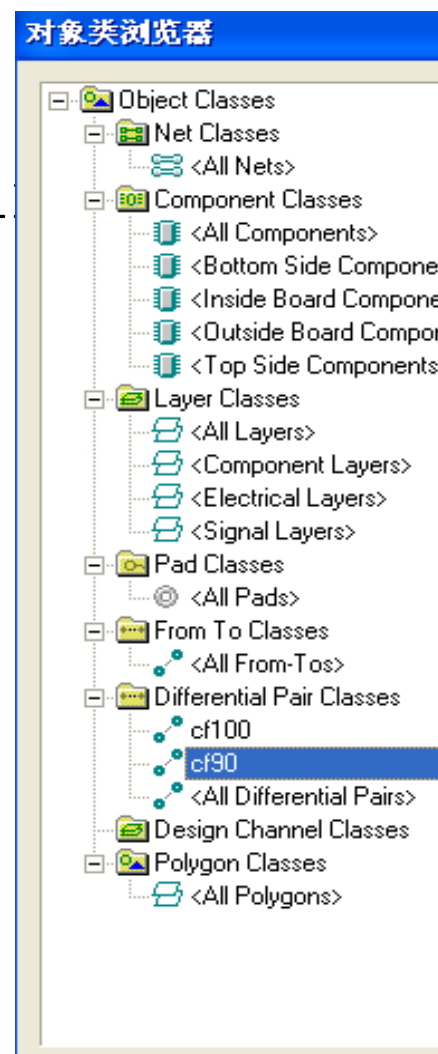 对象类浏览器
Object Classes
Net Classes
<All Nets>
Component Classes
<All Components>
<Bottom Side Compone
<Inside Board Compone
<Outside Board Compor
<Top Side Components
Layer Classes
<All Layers>
<Component Layers>
<Electrical Layers>
<Signal Layers>
Pad Classes
<All Pads>
From To Classes
<All From-Tos>
Differential Pair Classes
cf100
cf90
<All Differential Pairs>
Design Channel Classes
Polygon Classes
<All Polygons>